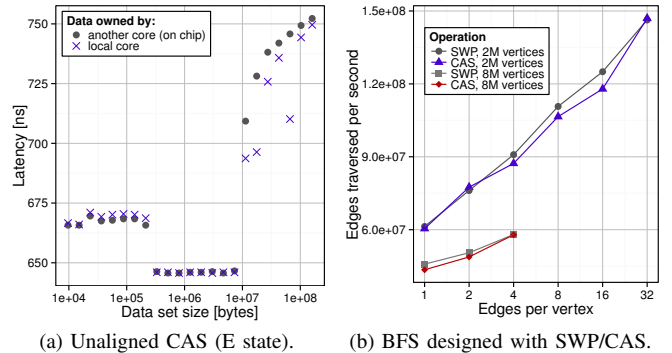 Data owned by:
another core (on chip)
local core
Latency [ns]
750
725
700
675
650
1e+04
1e+05
1e+06
1e+07
1e+08
Data set size [bytes]
(a) Unaligned CAS (E state).
Operation
SWP, 2M vertices
CAS, 2M vertices
SWP, 8M vertices
CAS, 8M vertices
Edges traversed per second
1.5e+08
1.2e+08
9.0e+07
6.0e+07
1
2
4
8
16
32
Edges per vertex
(b) BFS designed with SWP/CAS.